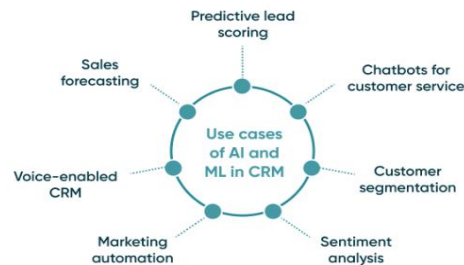 Predictive lead
scoring
Sales
forecasting
Chatbots for
customer service
Use cases
of AI and
ML in CRM
Voice-enabled
CRM
Customer
segmentation
Marketing
automation
Sentiment
analysis